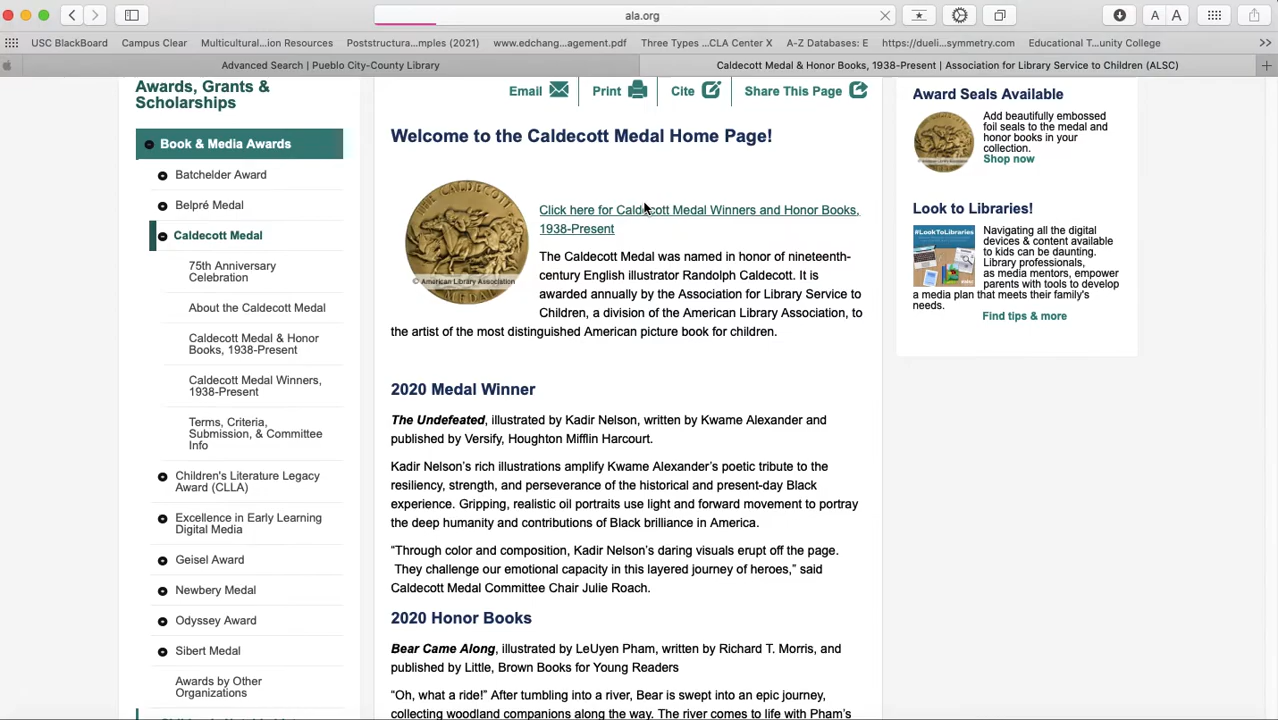 ala.org
A A
USC BlackBoard Campus Clear Multicultural...ion Resources Poststructura...mples (2021) www.edchang...agement.pdf Three Types ...CLA Center X A-Z Databases: E https://dueli...symmetry.com Educational T...unity College
Advanced Search | Pueblo City-County Library
Caldecott Medal & Honor Books, 1938-Present | Association for Library Service to Children (ALSC)
Awards, Grants &
Scholarships
Book & Media Awards
Batchelder Award
Belpré Medal
Caldecott Medal
75th Anniversary
Celebration
About the Caldecott Medal
Caldecott Medal & Honor
Books, 1938-Present
Caldecott Medal Winners,
1938-Present
Terms, Criteria,
Submission, & Committee
Info
Children's Literature Legacy
Award (CLLA)
Excellence in Early Learning
Digital Media
Geisel Award
Newbery Medal
Odyssey Award
Sibert Medal
Awards by Other
Organizations
Email Print Cite Share This Page
Welcome to the Caldecott Medal Home Page!
THE CALDECOTT
MEDAL
© American Library Association
Click here for Caldecott Medal Winners and Honor Books,
1938-Present
The Caldecott Medal was named in honor of nineteenth-
century English illustrator Randolph Caldecott. It is
awarded annually by the Association for Library Service to
Children, a division of the American Library Association, to
the artist of the most distinguished American picture book for children.
2020 Medal Winner
The Undefeated, illustrated by Kadir Nelson, written by Kwame Alexander and
published by Versify, Houghton Mifflin Harcourt.
Kadir Nelson’s rich illustrations amplify Kwame Alexander’s poetic tribute to the
resiliency, strength, and perseverance of the historical and present-day Black
experience. Gripping, realistic oil portraits use light and forward movement to portray
the deep humanity and contributions of Black brilliance in America.
“Through color and composition, Kadir Nelson’s daring visuals erupt off the page.
They challenge our emotional capacity in this layered journey of heroes,” said
Caldecott Medal Committee Chair Julie Roach.
2020 Honor Books
Bear Came Along, illustrated by LeUyen Pham, written by Richard T. Morris, and
published by Little, Brown Books for Young Readers
“Oh, what a ride!” After tumbling into a river, Bear is swept into an epic journey,
collecting woodland companions along the way. The river comes to life with Pham’s
Award Seals Available
Add beautifully embossed
foil seals to the medal and
honor books in your
collection.
Shop now
Look to Libraries!
#LookToLibraries
Navigating all the digital
devices & content available
to kids can be daunting.
Library professionals,
as media mentors, empower
parents with tools to develop
a media plan that meets their family's
needs.
Find tips & more